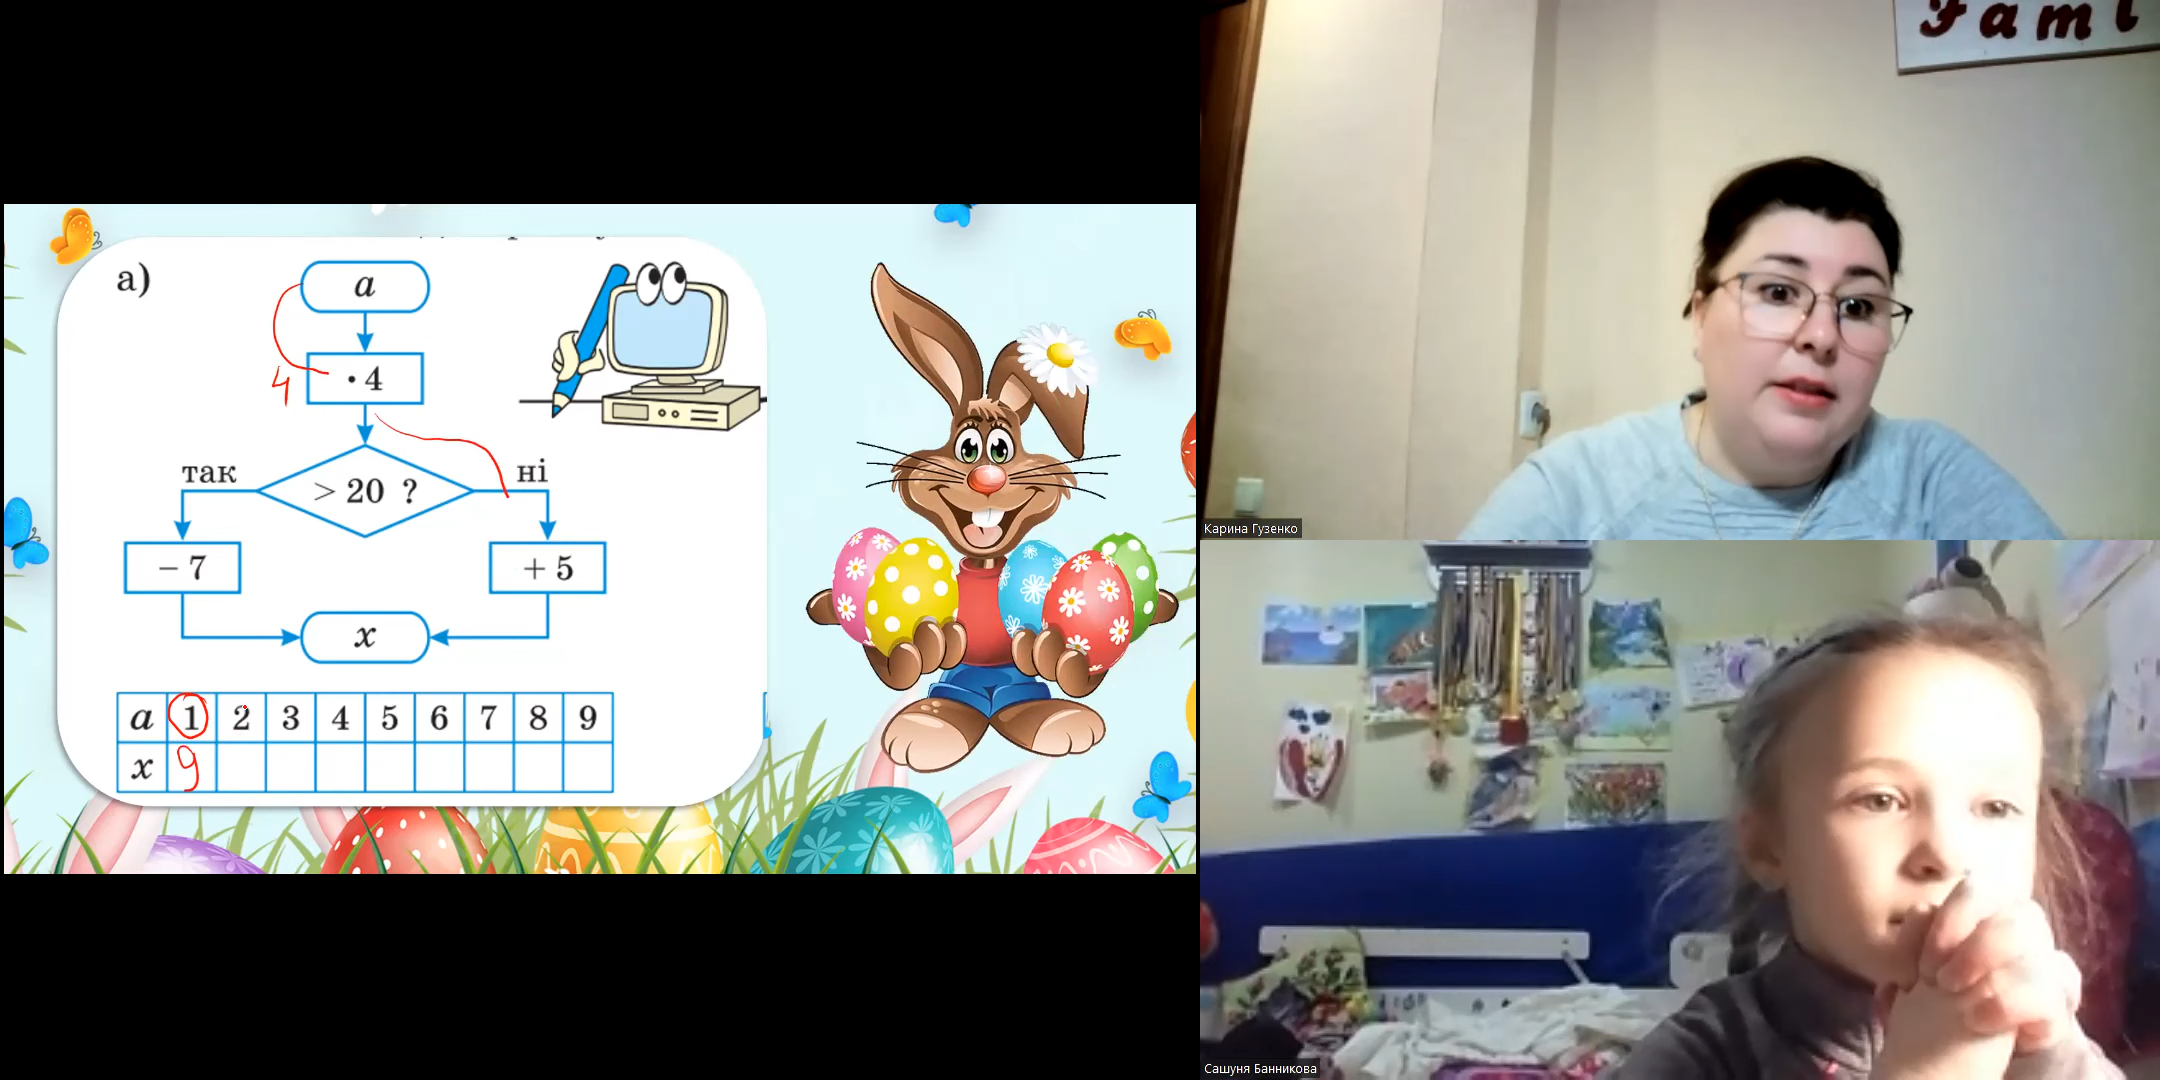 а)
a
4
· 4
так
> 20 ?
ні
– 7
+ 5
x
a 1 2 3 4 5 6 7 8 9
x 9
Fami
Карина Гузенко
Сашуня Банникова